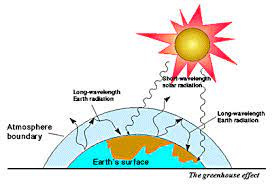 Short-wavelength
solar radiation
Long-wavelength
Earth radiation
Long-wavelength
Earth radiation
Atmosphere
boundary
Earth's surface
The greenhouse effect